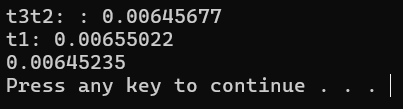 t3t2: : 0.00645677
t1: 0.00655022
0.00645235
Press any key to continue . . .